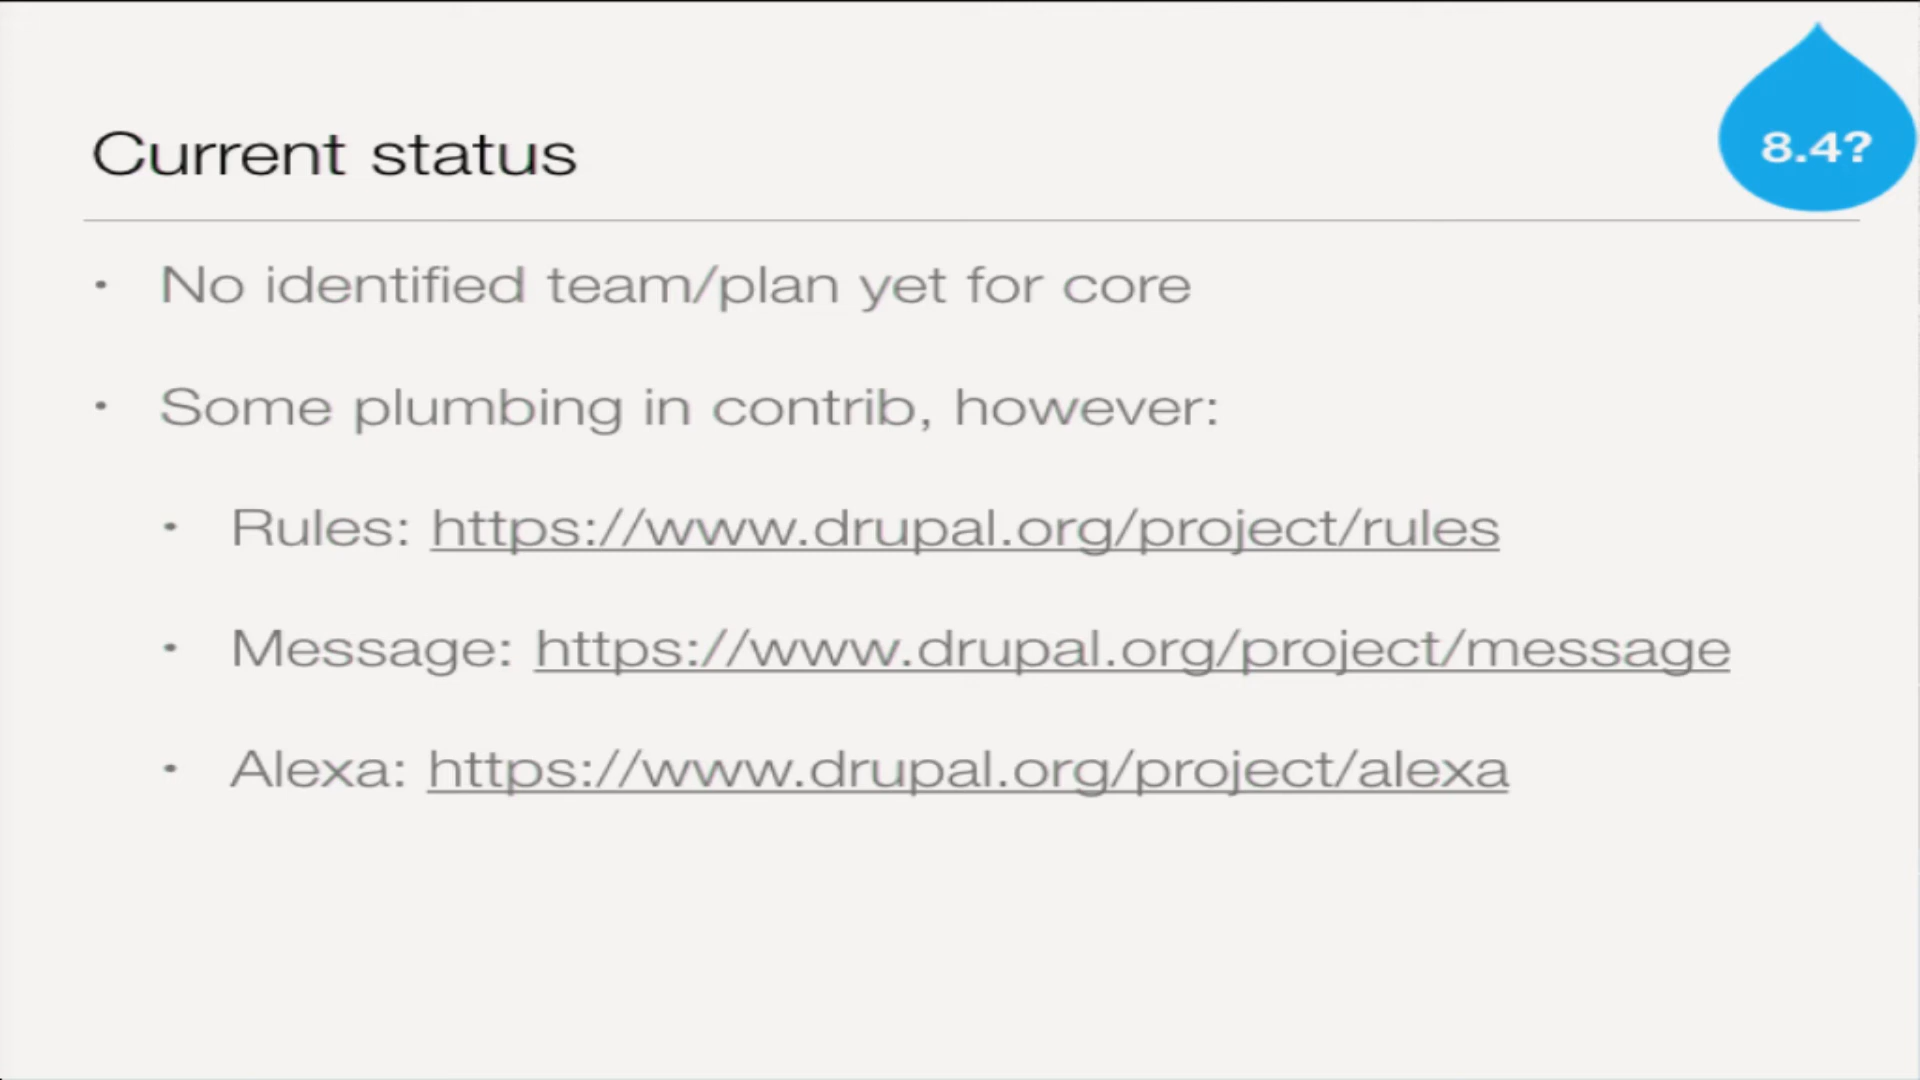 8.4?
Current status
• No identified team/plan yet for core
• Some plumbing in contrib, however:
• Rules: https://www.drupal.org/project/rules
• Message: https://www.drupal.org/project/message
• Alexa: https://www.drupal.org/project/alexa